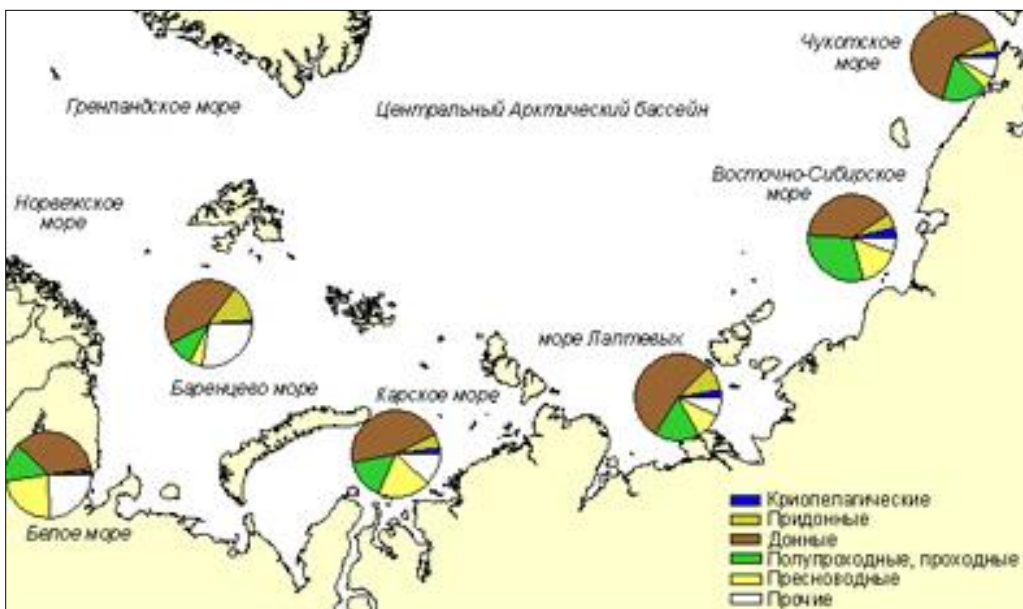 Чукотское
море
Гренландское море
Центральный Арктический бассейн
Восточно-Сибирское
море
Норвежское
море
море Лаптевых
Баренцево море
Карское море
Белое море
Криопелагические
Придонные
Донные
Полупроходные, проходные
Пресноводные
Прочие